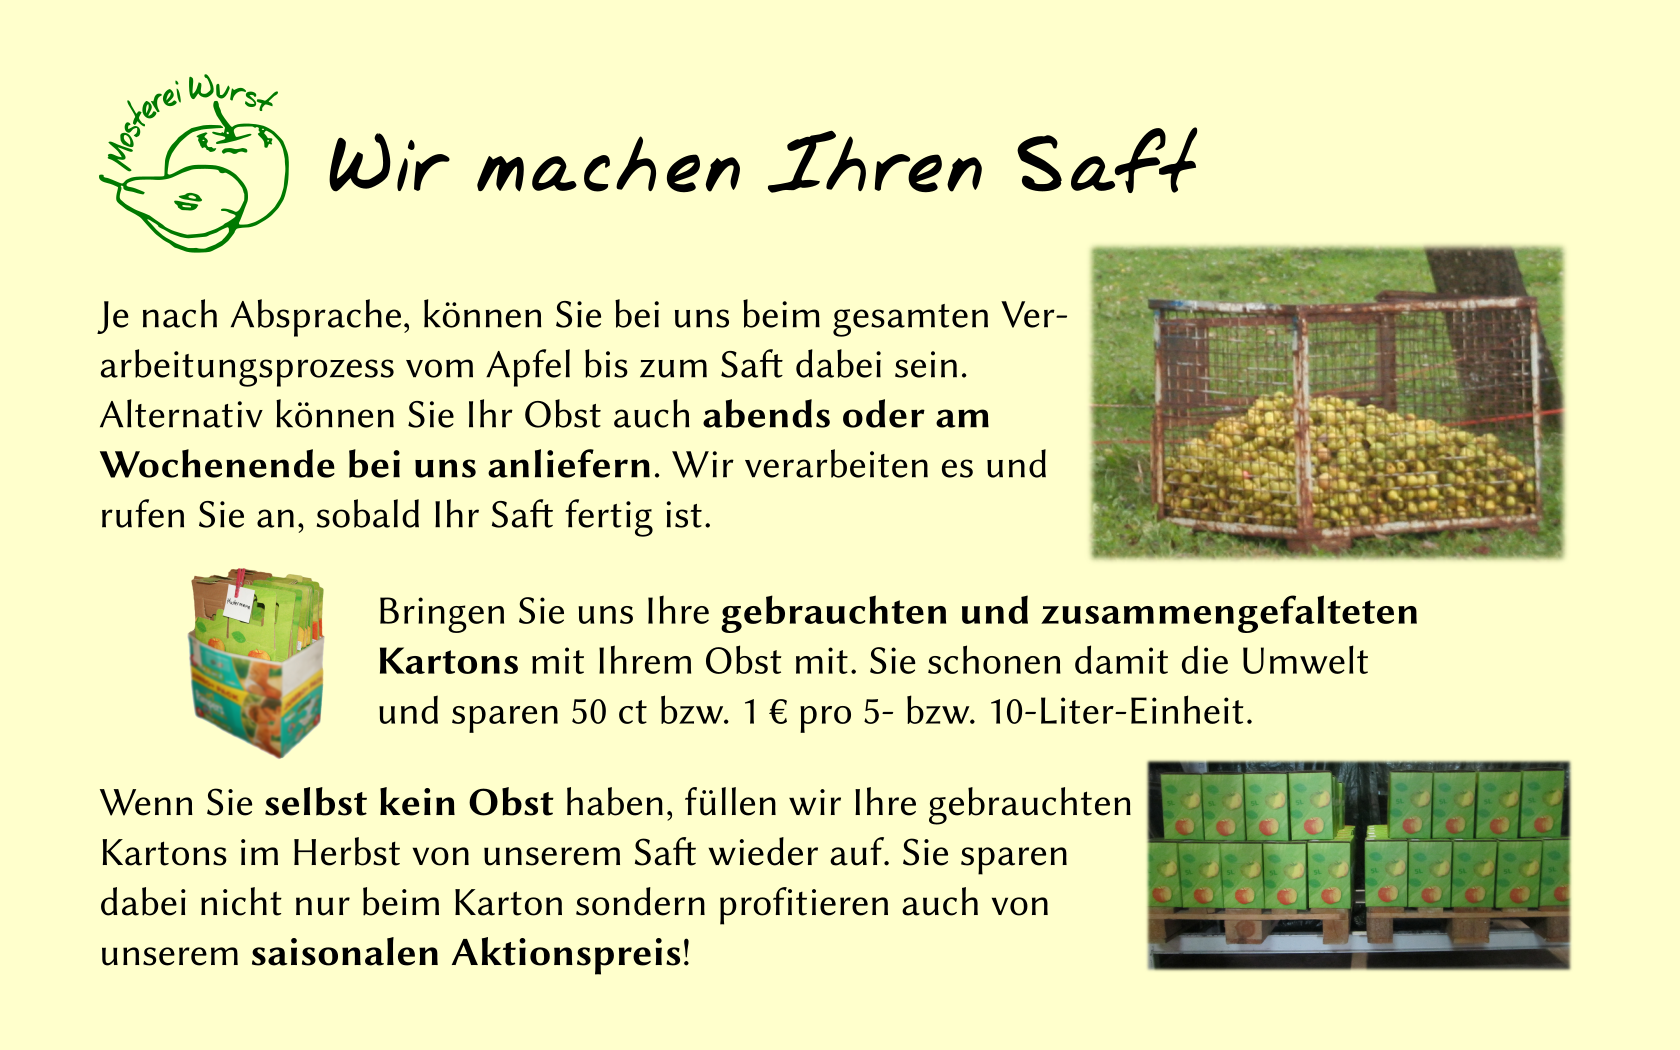 Mosterei Wurst
Wir machen Ihren Saft
Je nach Absprache, können Sie bei uns beim gesamten Ver-
arbeitungsprozess vom Apfel bis zum Saft dabei sein.
Alternativ können Sie Ihr Obst auch abends oder am
Wochenende bei uns anliefern. Wir verarbeiten es und
rufen Sie an, sobald Ihr Saft fertig ist.
Bringen Sie uns Ihre gebrauchten und zusammengefalteten
Kartons mit Ihrem Obst mit. Sie schonen damit die Umwelt
und sparen 50 ct bzw. 1 € pro 5- bzw. 10-Liter-Einheit.
Wenn Sie selbst kein Obst haben, füllen wir Ihre gebrauchten
Kartons im Herbst von unserem Saft wieder auf. Sie sparen
dabei nicht nur beim Karton sondern profitieren auch von
unserem saisonalen Aktionspreis!